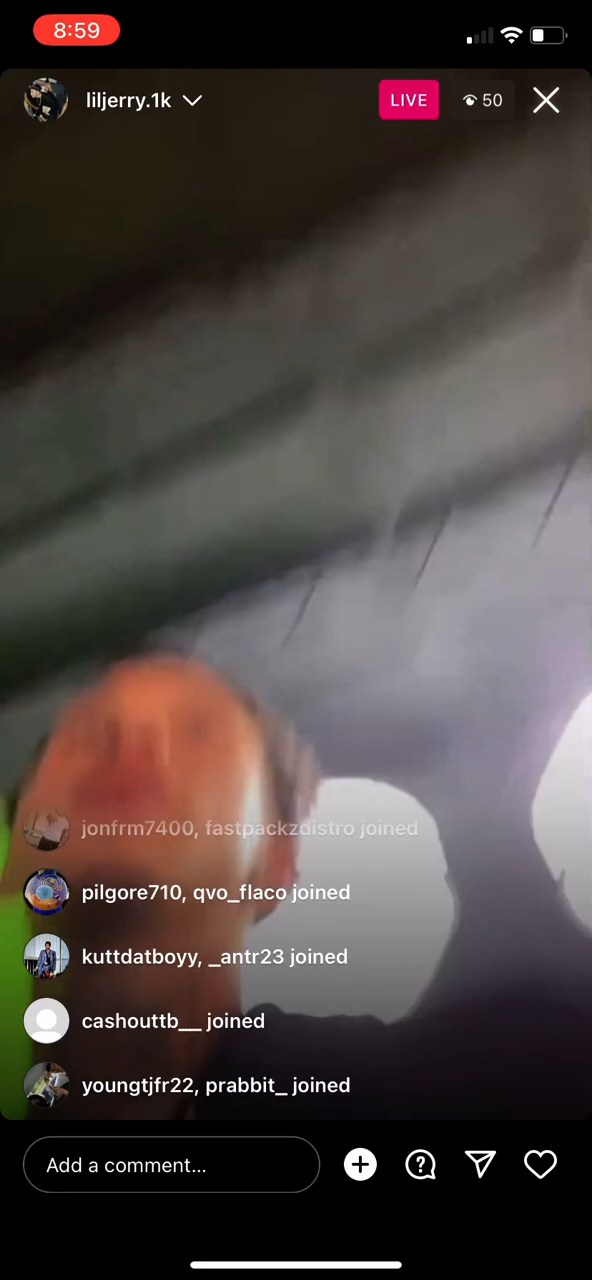 8:59
liljerry.1k
LIVE
50
jonfrm7400, fastpackzdistro joined
pilgore710, qvo_flaco joined
kuttdatboyy, _antr23 joined
cashouttb__ joined
youngtjfr22, prabbit_ joined
Add a comment...